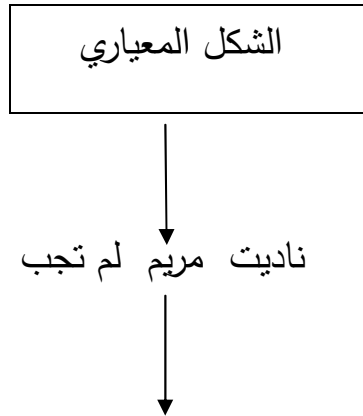 الشكل المعياري
ناديت مريم لم تجب